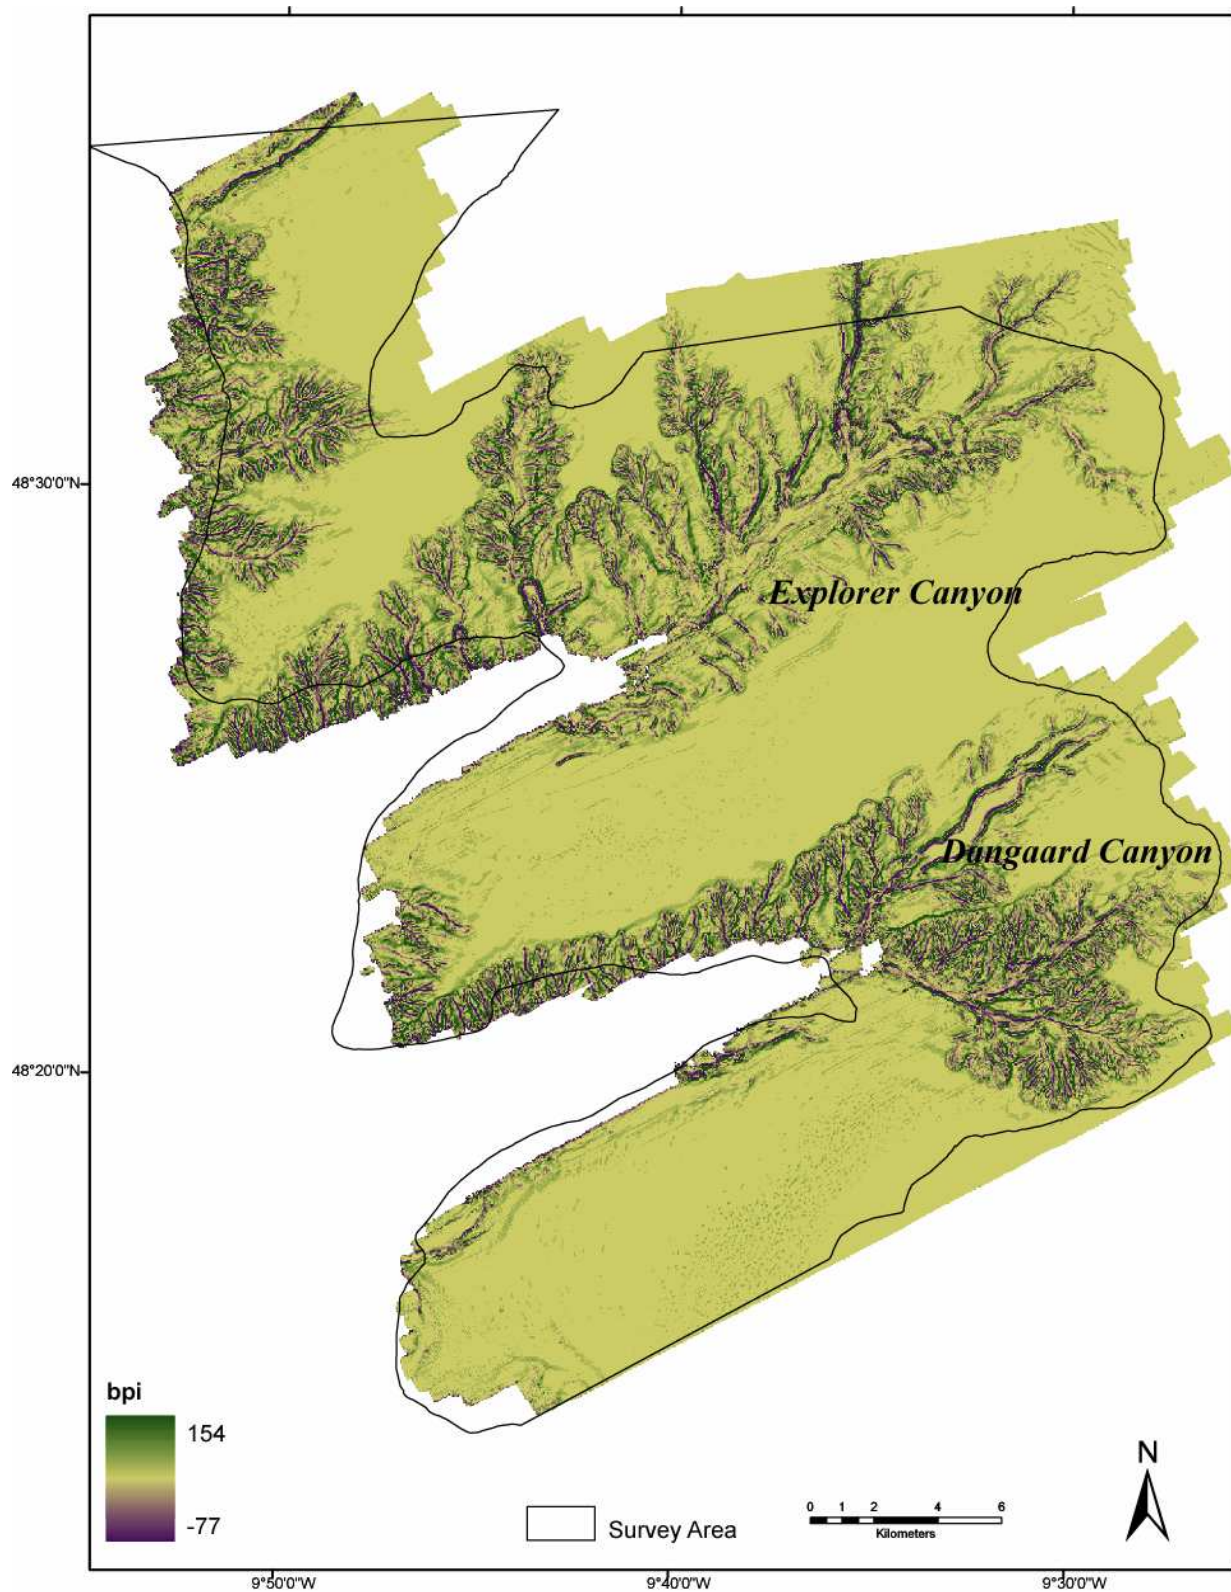 48°30'0"N
Explorer Canyon
Dangaard Canyon
48°20'0"N
bpi
154
-77
Survey Area
0 1 2 4 6
Kilometers
N
9°50'0"W
9°40'0"W
9°30'0"W